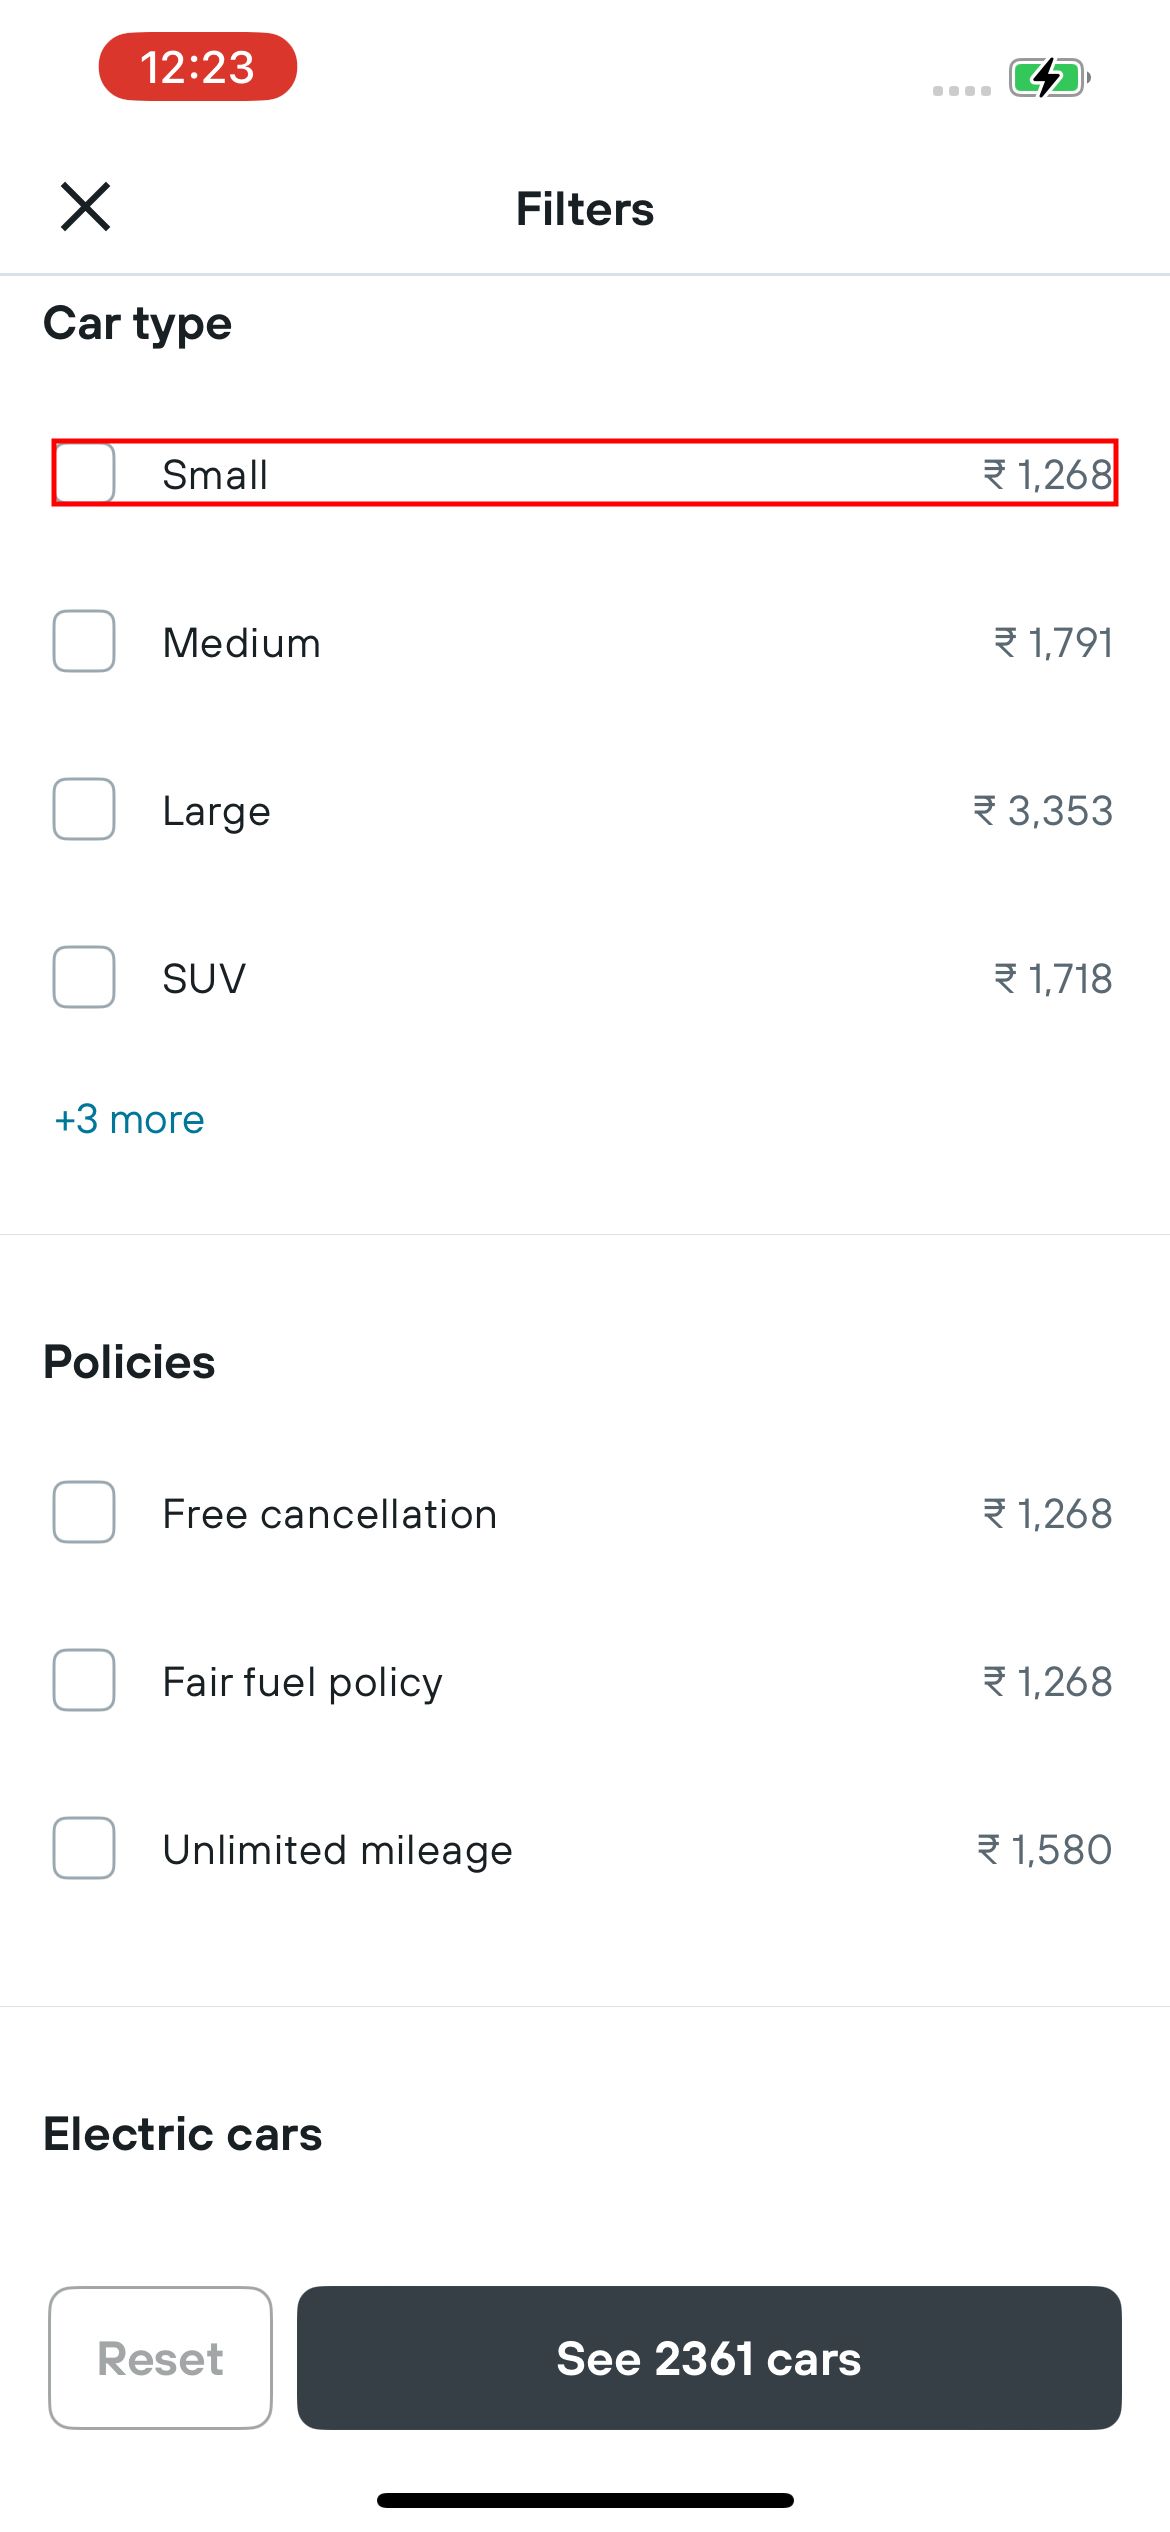 12:23
Filters
Car type
Small ₹ 1,268
Medium ₹ 1,791
Large ₹ 3,353
SUV ₹ 1,718
+3 more
Policies
Free cancellation ₹ 1,268
Fair fuel policy ₹ 1,268
Unlimited mileage ₹ 1,580
Electric cars
Reset See 2361 cars